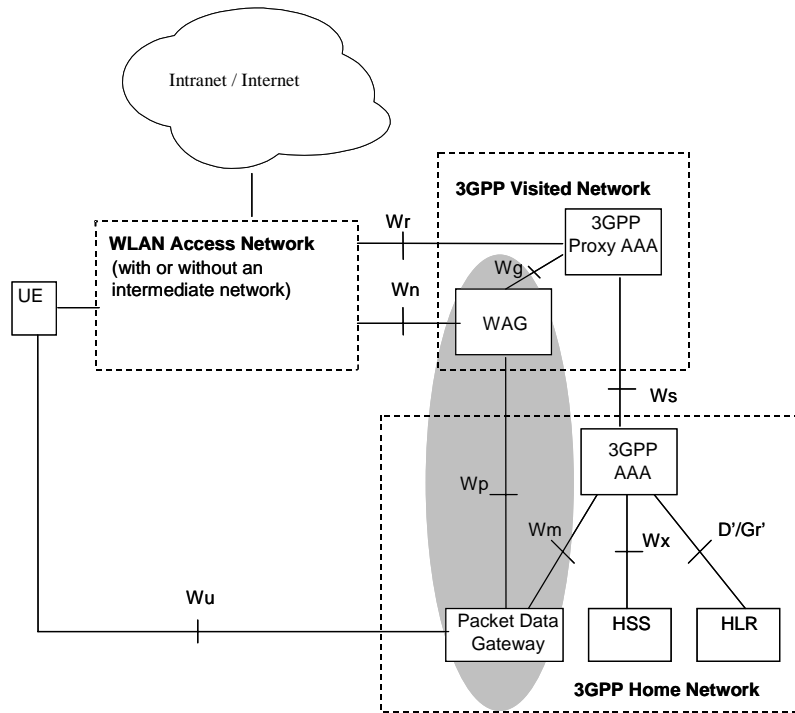 Intranet / Internet
3GPP Visited Network
3GPP
Proxy AAA
Wr
WLAN Access Network
(with or without an
intermediate network)
Wg
UE
Wn
WAG
Ws
3GPP
AAA
Wp
Wm
Wx
D'/Gr'
Wu
Packet Data
Gateway
HSS
HLR
3GPP Home Network